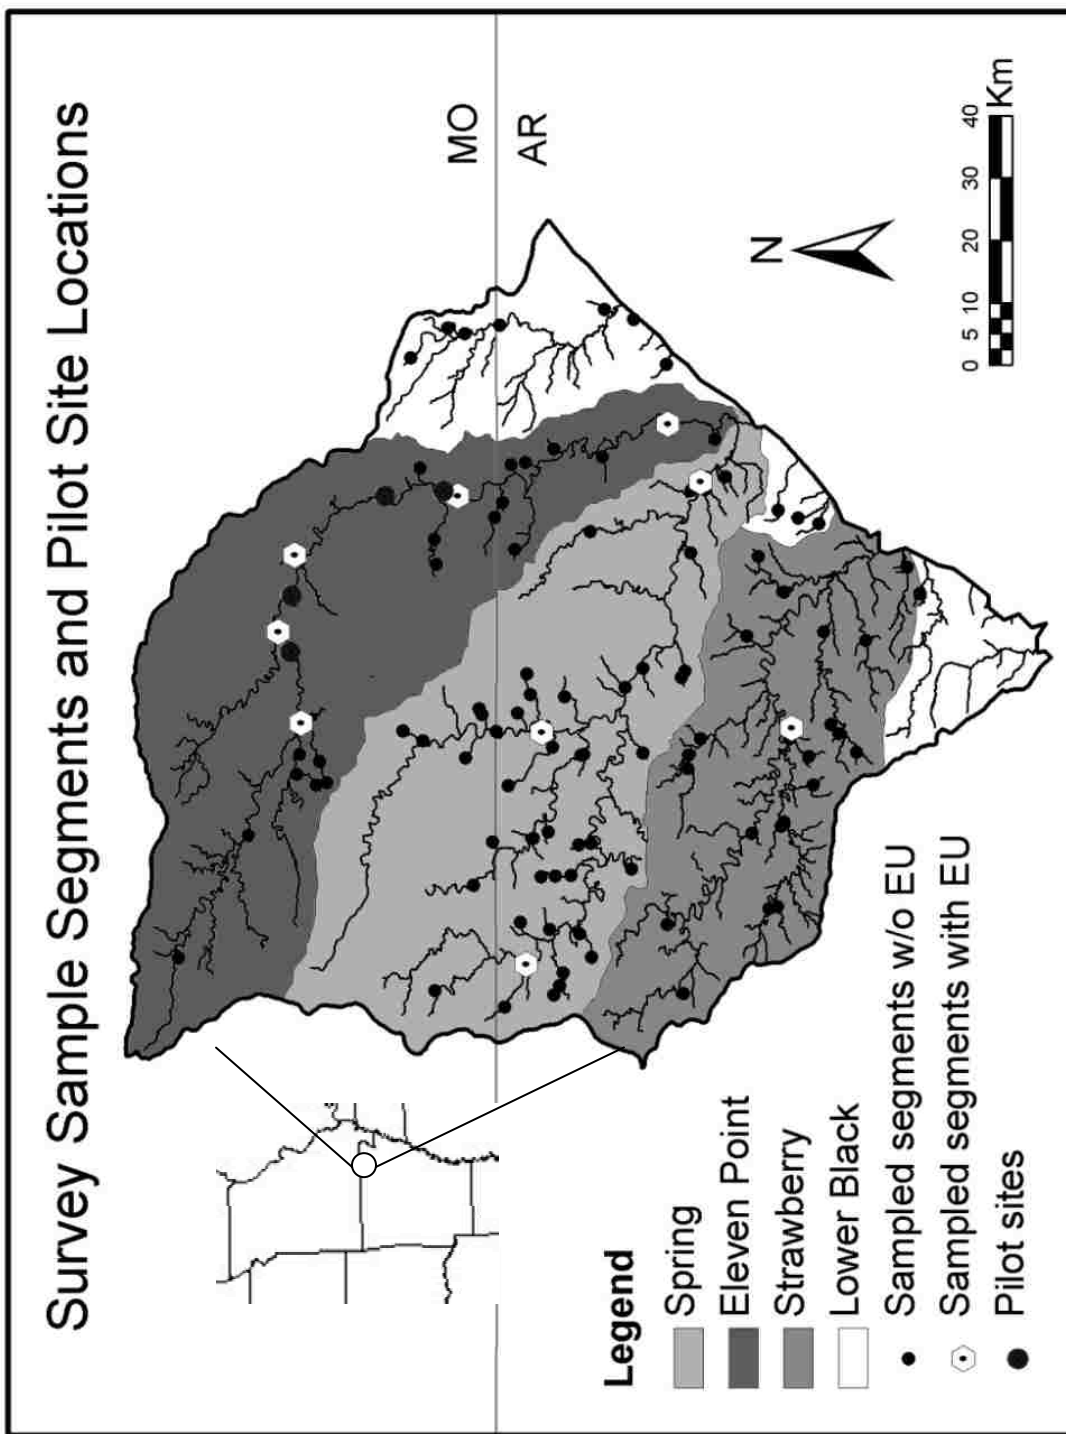 Survey Sample Segments and Pilot Site Locations
MO
AR
N
0 5 10 20 30 40
Km
Legend
Spring
Eleven Point
Strawberry
Lower Black
Sampled segments w/o EU
Sampled segments with EU
Pilot sites